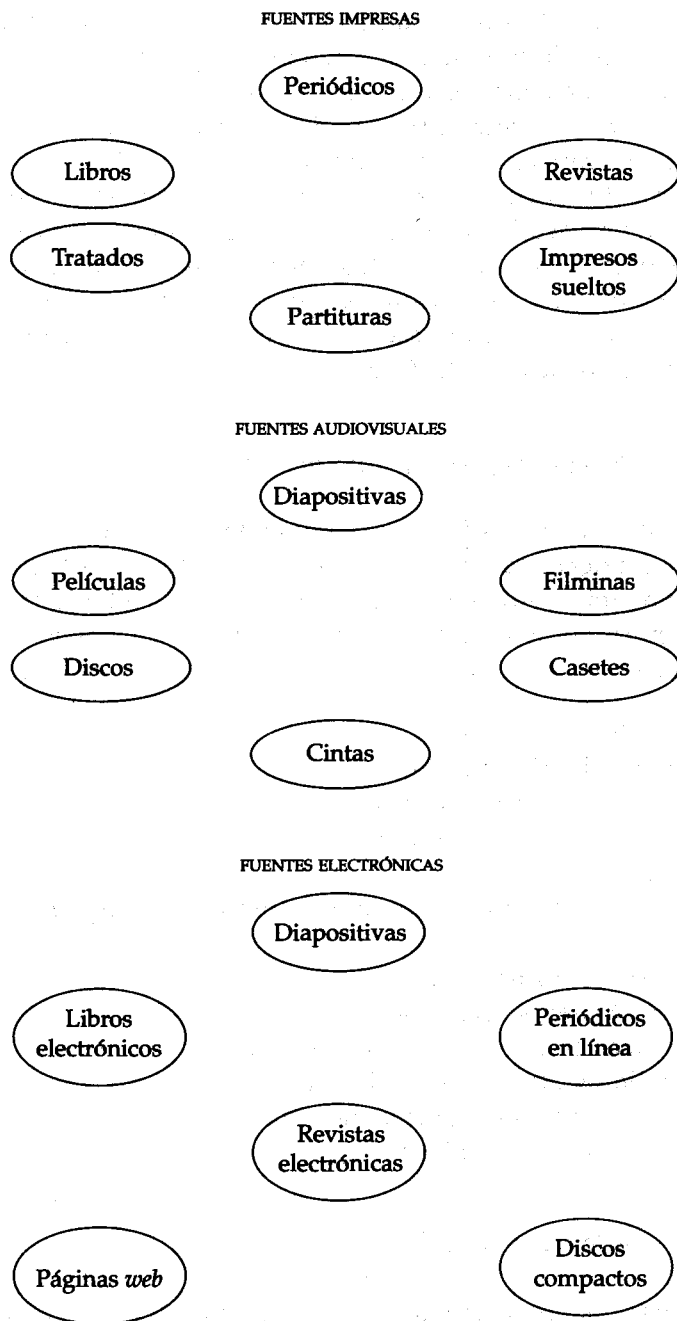 FUENTES IMPRESAS
Periódicos
Libros
Revistas
Tratados
Impresos
sueltos
Partituras
FUENTES AUDIOVISUALES
Diapositivas
Películas
Filminas
Discos
Casetes
Cintas
FUENTES ELECTRÓNICAS
Diapositivas
Libros
electrónicos
Periódicos
en línea
Revistas
electrónicas
Páginas web
Discos
compactos